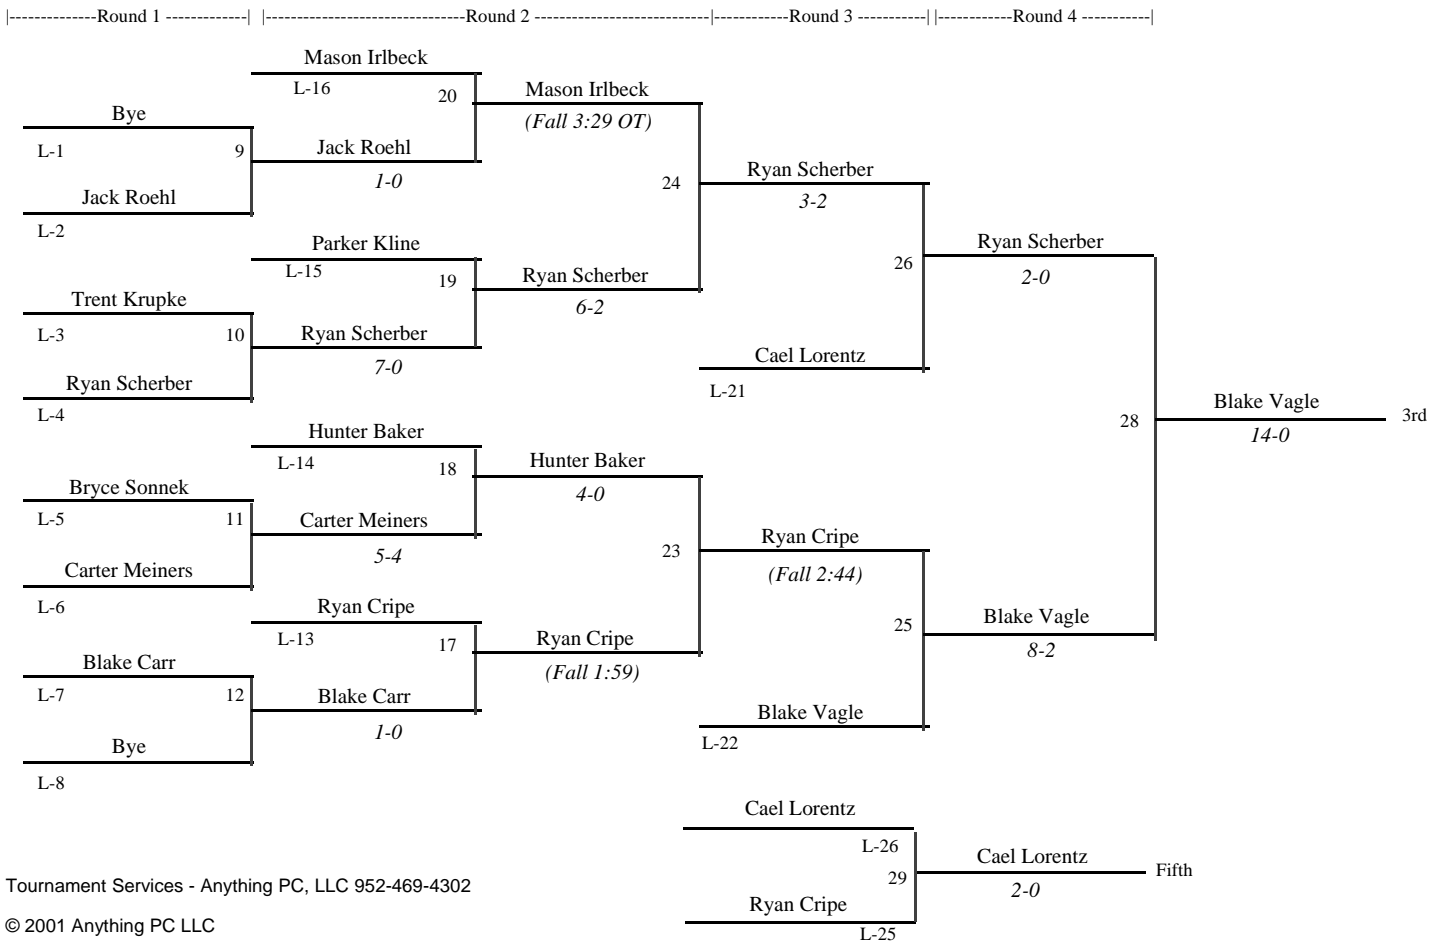 |-------------Round 1 -------------| |--------------------------------Round 2 ----------------------------|------------Round 3 -----------| |------------Round 4 -----------|
Mason Irlbeck
L-16
20
Mason Irlbeck
(Fall 3:29 OT)
Bye
L-1
9
Jack Roehl
1-0
Jack Roehl
L-2
24
Ryan Scherber
3-2
Parker Kline
L-15
19
Ryan Scherber
6-2
26
Ryan Scherber
2-0
Trent Krupke
L-3
10
Ryan Scherber
7-0
Ryan Scherber
L-4
Cael Lorentz
L-21
28
Blake Vagle
3rd
14-0
Hunter Baker
L-14
18
Hunter Baker
4-0
Bryce Sonnek
L-5
11
Carter Meiners
5-4
Carter Meiners
L-6
23
Ryan Cripe
(Fall 2:44)
Ryan Cripe
L-13
17
Ryan Cripe
(Fall 1:59)
25
Blake Vagle
8-2
Blake Carr
L-7
12
Blake Carr
1-0
Bye
L-8
Blake Vagle
L-22
Cael Lorentz
L-26
29
Cael Lorentz
Fifth
2-0
Ryan Cripe
L-25
Tournament Services - Anything PC, LLC 952-469-4302
© 2001 Anything PC LLC